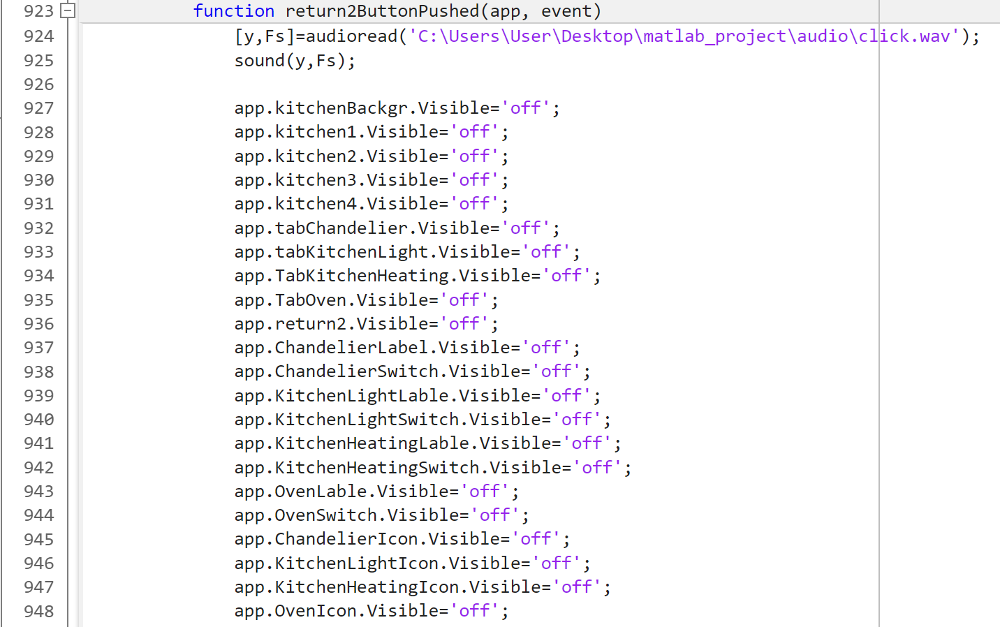 923 function return2ButtonPushed(app, event)
924 [y,Fs]=audioread('C:\Users\User\Desktop\matlab_project\audio\click.wav');
925 sound(y,Fs);
926
927 app.kitchenBackgr.Visible='off';
928 app.kitchen1.Visible='off';
929 app.kitchen2.Visible='off';
930 app.kitchen3.Visible='off';
931 app.kitchen4.Visible='off';
932 app.tabChandelier.Visible='off';
933 app.tabKitchenLight.Visible='off';
934 app.TabKitchenHeating.Visible='off';
935 app.TabOven.Visible='off';
936 app.return2.Visible='off';
937 app.ChandelierLabel.Visible='off';
938 app.ChandelierSwitch.Visible='off';
939 app.KitchenLightLable.Visible='off';
940 app.KitchenLightSwitch.Visible='off';
941 app.KitchenHeatingLable.Visible='off';
942 app.KitchenHeatingSwitch.Visible='off';
943 app.OvenLable.Visible='off';
944 app.OvenSwitch.Visible='off';
945 app.ChandelierIcon.Visible='off';
946 app.KitchenLightIcon.Visible='off';
947 app.KitchenHeatingIcon.Visible='off';
948 app.OvenIcon.Visible='off';